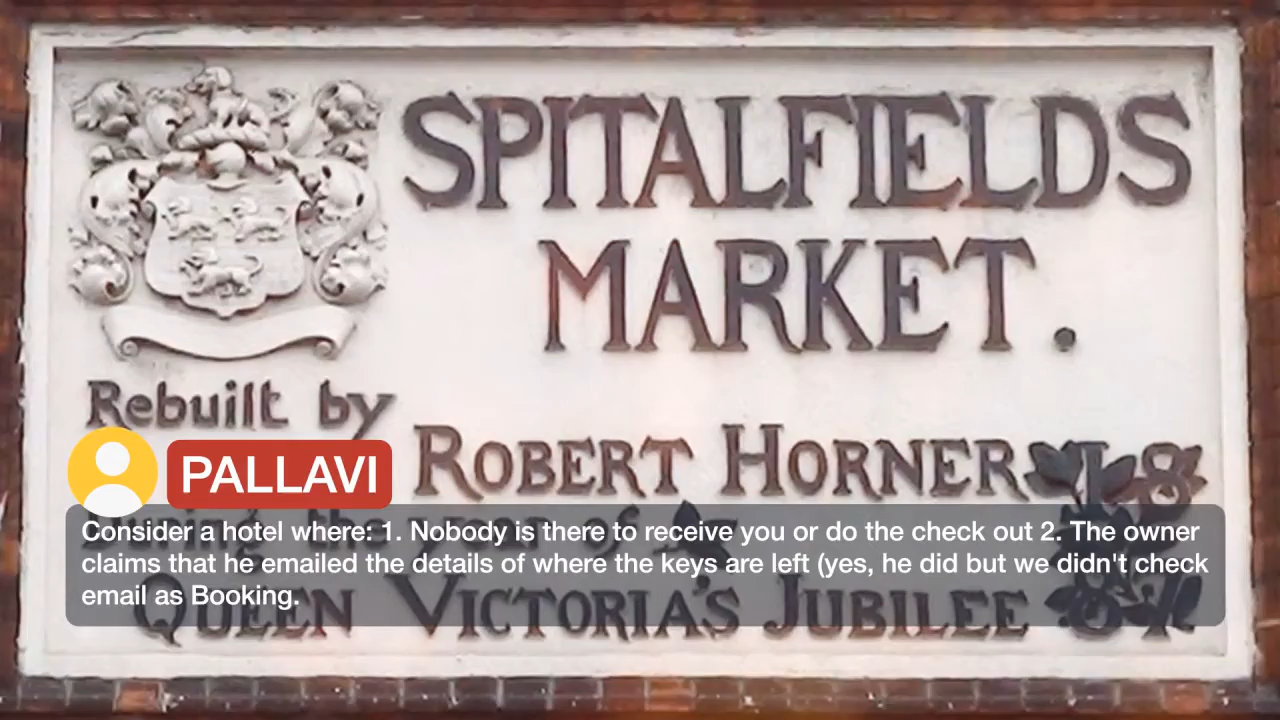 SPITALFIELDS
MARKET.
Rebuilt by
ROBERT HORNER 18
PALLAVI
Consider a hotel where: 1. Nobody is there to receive you or do the check out 2. The owner
claims that he emailed the details of where the keys are left (yes, he did but we didn't check
email as Booking.
QUEEN VICTORIA'S JUBILEE 87